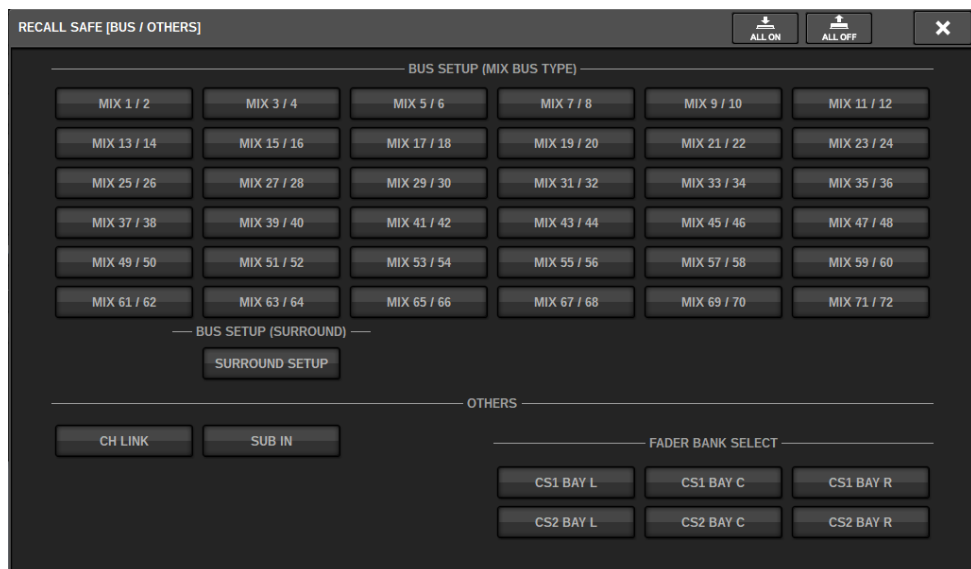 RECALL SAFE [BUS / OTHERS]
ALL ON
ALL OFF
BUS SETUP (MIX BUS TYPE)
MIX 1 / 2
MIX 3 / 4
MIX 5 / 6
MIX 7 / 8
MIX 9 / 10
MIX 11 / 12
MIX 13 / 14
MIX 15 / 16
MIX 17 / 18
MIX 19 / 20
MIX 21 / 22
MIX 23 / 24
MIX 25 / 26
MIX 27 / 28
MIX 29 / 30
MIX 31 / 32
MIX 33 / 34
MIX 35 / 36
MIX 37 / 38
MIX 39 / 40
MIX 41 / 42
MIX 43 / 44
MIX 45 / 46
MIX 47 / 48
MIX 49 / 50
MIX 51 / 52
MIX 53 / 54
MIX 55 / 56
MIX 57 / 58
MIX 59 / 60
MIX 61 / 62
MIX 63 / 64
MIX 65 / 66
MIX 67 / 68
MIX 69 / 70
MIX 71 / 72
BUS SETUP (SURROUND)
SURROUND SETUP
OTHERS
CH LINK
SUB IN
FADER BANK SELECT
CS1 BAY L
CS1 BAY C
CS1 BAY R
CS2 BAY L
CS2 BAY C
CS2 BAY R